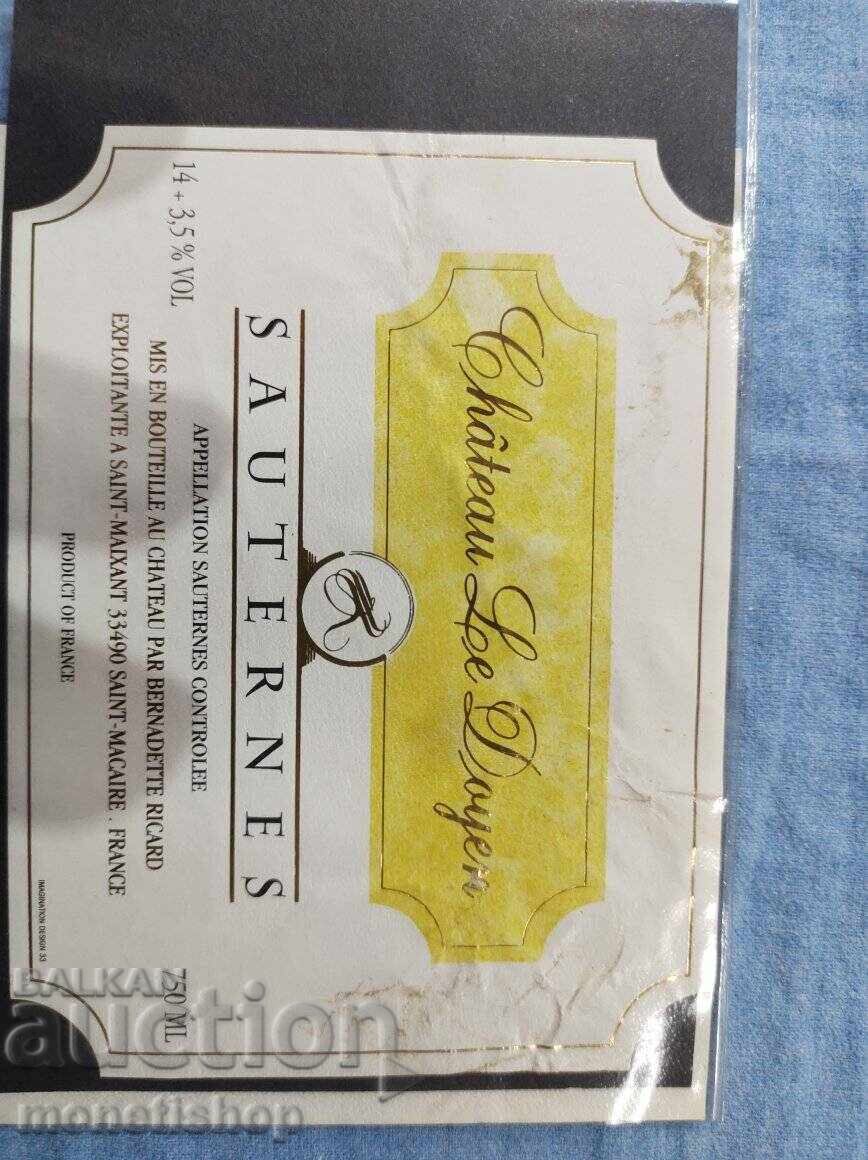 Château Le Doyen
R
SAUTERNES
APPELLATION SAUTERNES CONTROLEE
14 + 3,5 % VOL
750 ML
MIS EN BOUTEILLE AU CHATEAU PAR BERNADETTE RICARD
EXPLOITANTE A SAINT-MAIXANT 33490 SAINT-MACAIRE . FRANCE
PRODUCT OF FRANCE
IMAGINATION DESIGN 33
BALKAN
auction
monetishop